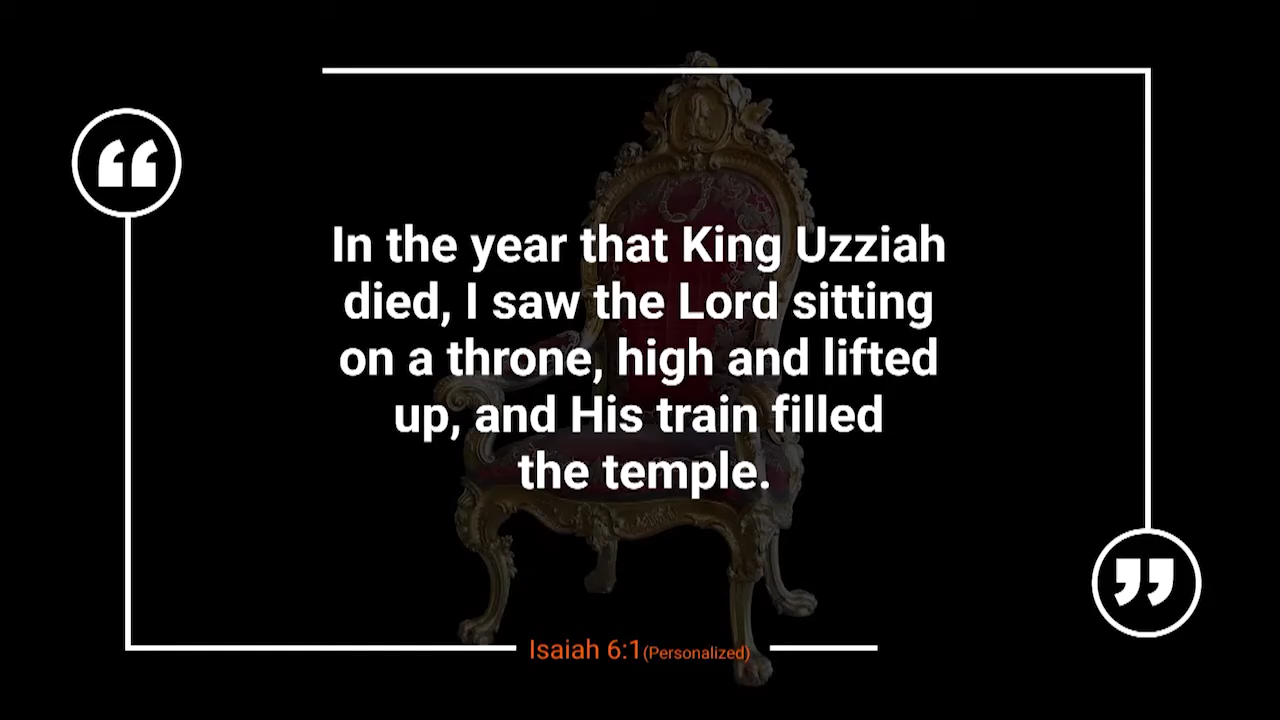 “
In the year that King Uzziah
died, I saw the Lord sitting
on a throne, high and lifted
up, and His train filled
the temple.
”
Isaiah 6:1(Personalized)